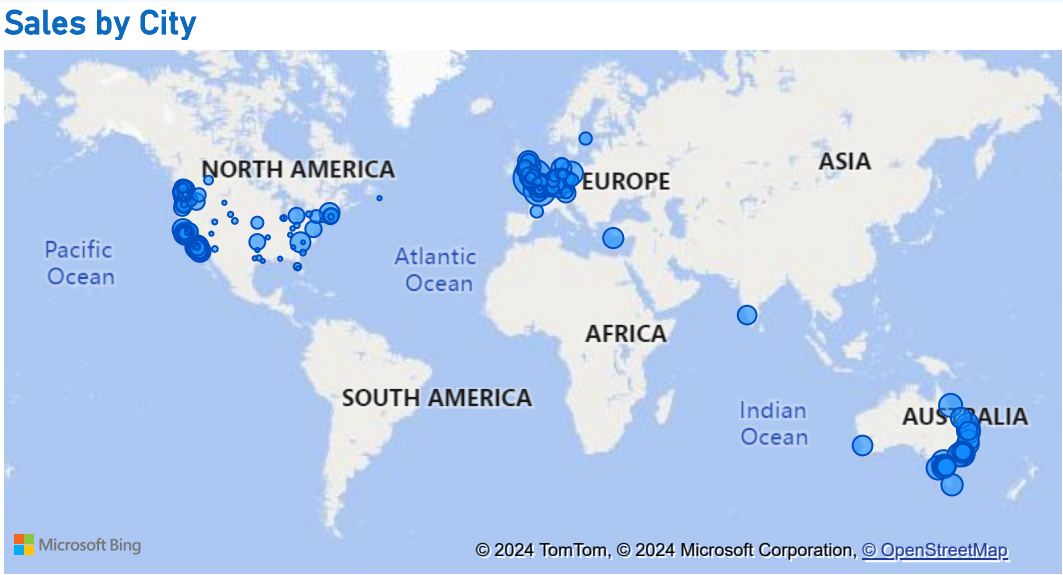 Sales by City
NORTH AMERICA
EUROPE
ASIA
Pacific
Ocean
Atlantic
Ocean
AFRICA
SOUTH AMERICA
Indian
Ocean
AUSTRALIA
Microsoft Bing
© 2024 TomTom, © 2024 Microsoft Corporation, © OpenStreetMap